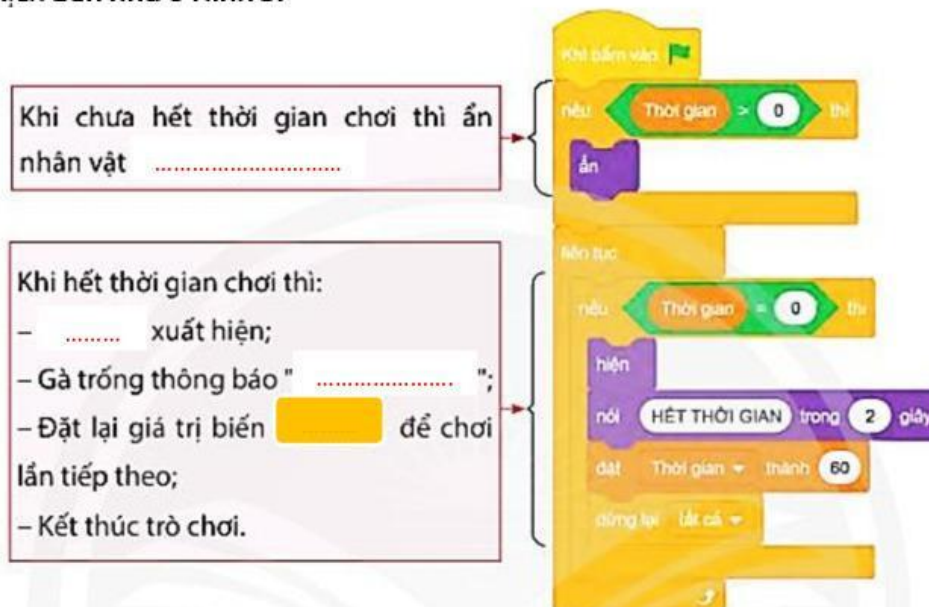 Khi bấm vào
Khi chưa hết thời gian chơi thì ẩn
nhân vật ..............................
nếu Thời gian > 0 thì
ẩn
liên tục
Khi hết thời gian chơi thì:
– ......... xuất hiện;
– Gà trống thông báo " ...................... ";
– Đặt lại giá trị biến để chơi
lần tiếp theo;
– Kết thúc trò chơi.
nếu Thời gian = 0 thì
hiện
nói HẾT THỜI GIAN trong 2 giây
đặt Thời gian thành 60
dừng lại tất cả